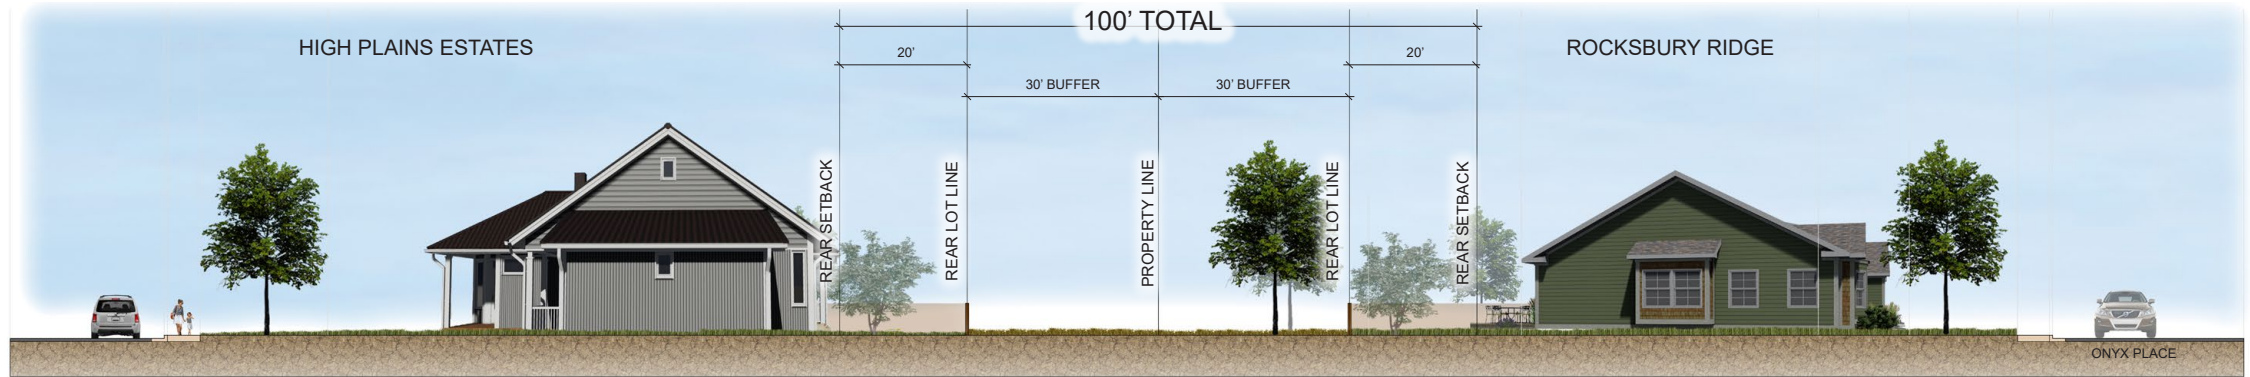 100’ TOTAL
HIGH PLAINS ESTATES
ROCKSBURY RIDGE
20’
20’
30’ BUFFER
30’ BUFFER
REAR SETBACK
REAR LOT LINE
PROPERTY LINE
REAR LOT LINE
REAR SETBACK
ONYX PLACE